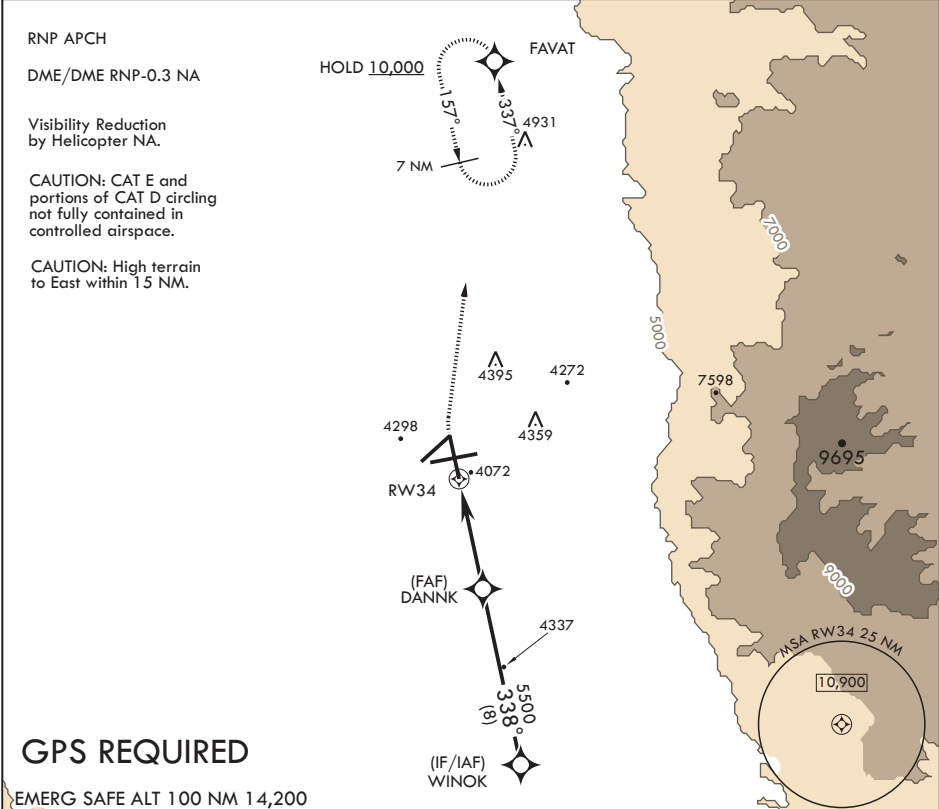 RNP APCH
DME/DME RNP-0.3 NA
Visibility Reduction
by Helicopter NA.
CAUTION: CAT E and
portions of CAT D circling
not fully contained in
controlled airspace.
CAUTION: High terrain
to East within 15 NM.
FAVAT
HOLD 10,000
157°
337°
4931
7 NM
7000
5000
4395
4272
7598
4298
4359
9695
4072
RW34
(FAF)
DANNK
9000
4337
MSA RW34 25 NM
10,900
5500
338°
(8)
(IF/IAF)
WINOK
GPS REQUIRED
EMERG SAFE ALT 100 NM 14,200